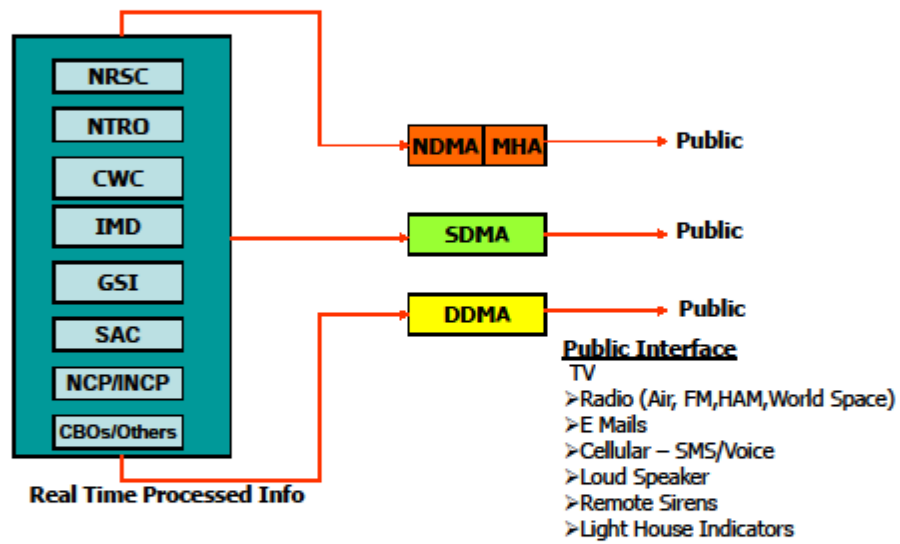 NRSC
NTRO
CWC
IMD
GSI
SAC
NCP/INCP
CBOs/Others
Real Time Processed Info
NDMA MHA
Public
SDMA
Public
DDMA
Public
Public Interface
TV
➢Radio (Air, FM,HAM,World Space)
➢E Mails
➢Cellular – SMS/Voice
➢Loud Speaker
➢Remote Sirens
➢Light House Indicators